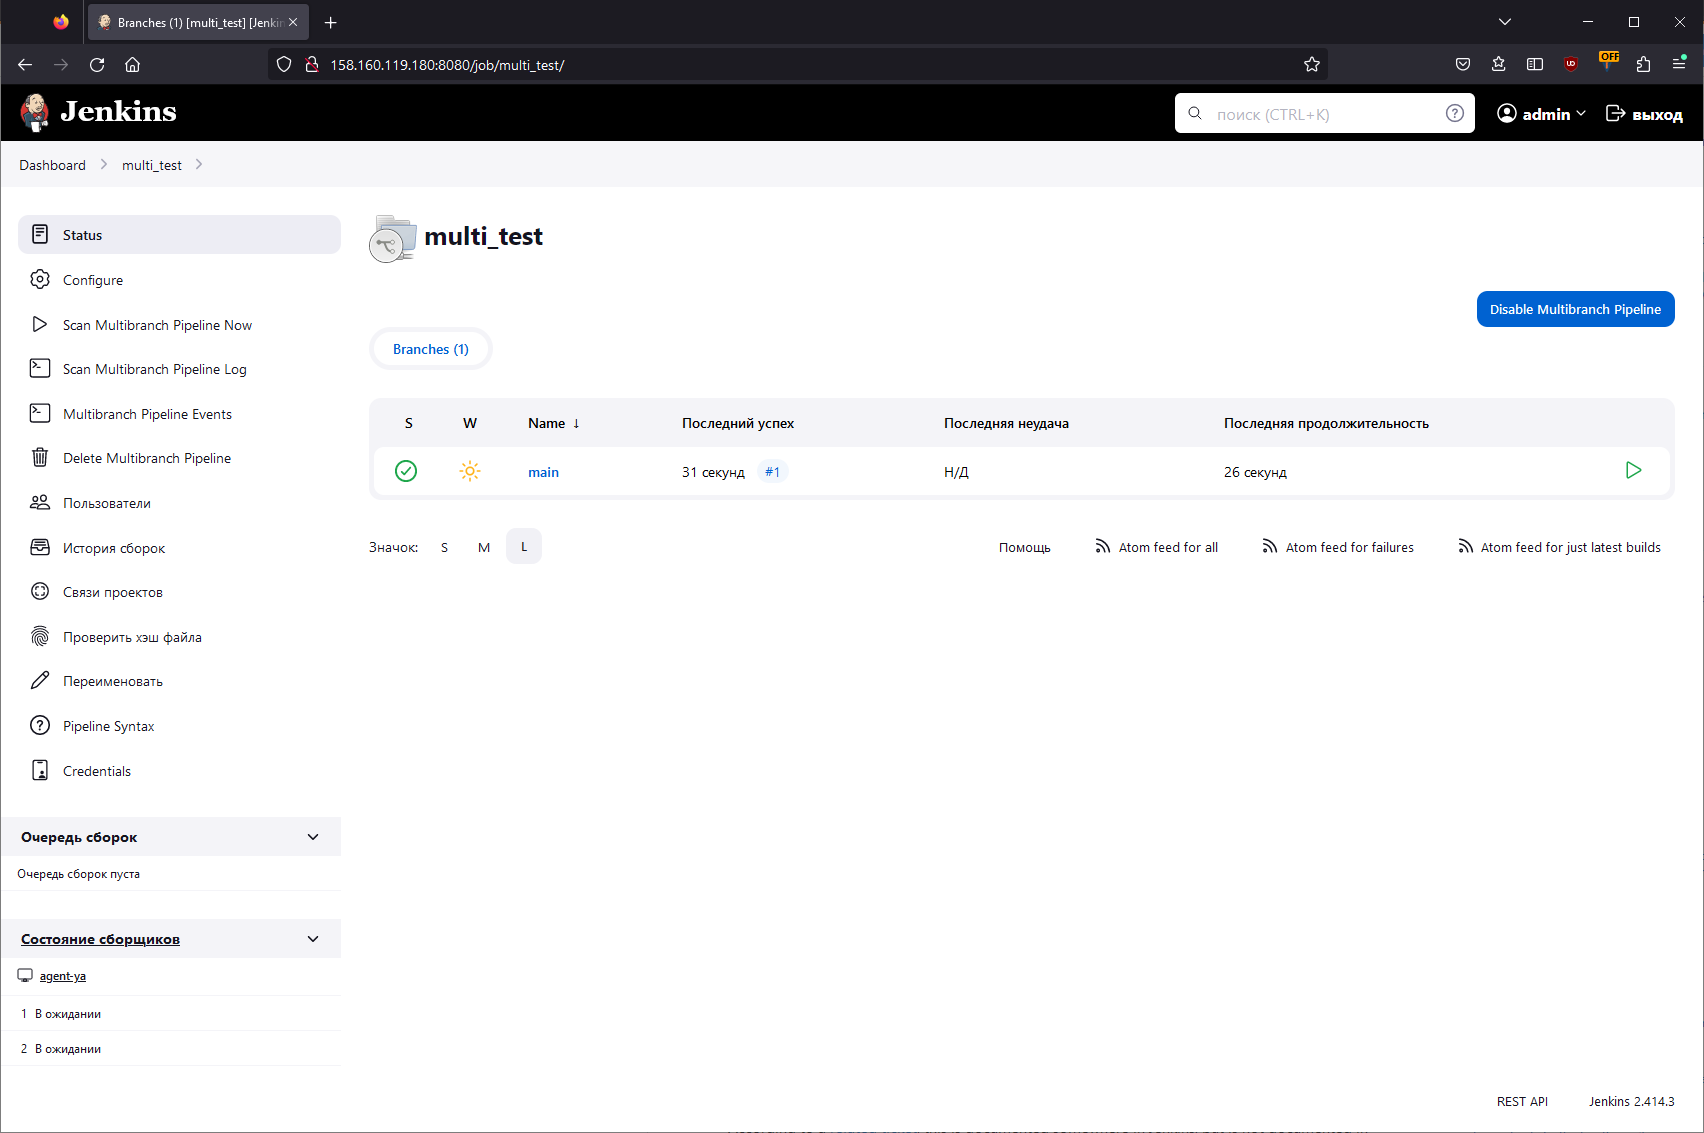 Branches (1) [multi_test] [Jenkin
158.160.119.180:8080/job/multi_test/
OFF
Jenkins
поиск (CTRL+K)
admin
выход
Dashboard
multi_test
Status
Configure
Scan Multibranch Pipeline Now
Scan Multibranch Pipeline Log
Multibranch Pipeline Events
Delete Multibranch Pipeline
Пользователи
История сборок
Связи проектов
Проверить хэш файла
Переименовать
Pipeline Syntax
Credentials
Очередь сборок
Очередь сборок пуста
Состояние сборщиков
agent-ya
1 В ожидании
2 В ожидании
multi_test
Disable Multibranch Pipeline
Branches (1)
S W Name ↓ Последний успех Последняя неудача Последняя продолжительность
main 31 секунд #1 Н/Д 26 секунд
Значок: S M L
Помощь Atom feed for all Atom feed for failures Atom feed for just latest builds
REST API Jenkins 2.414.3